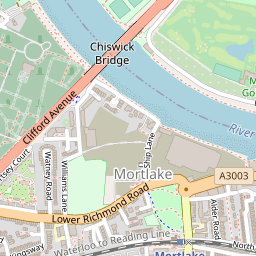 Chiswick
Bridge
Clifford Avenue
Watney Road
Williams Lane
Ship Lane
River
Mortlake
A3003
Lower Richmond Road
Alder Road
Waterloo to Reading Line
Mortlake
North